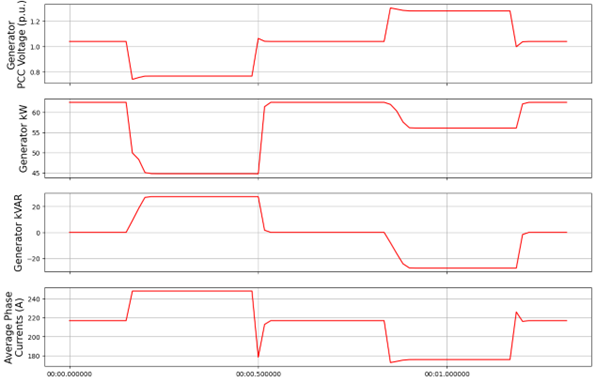 Generator
PCC Voltage (p.u.)
1.2
1.0
0.8
Generator kW
60
55
50
45
Generator kVAR
20
0
−20
Average Phase
Currents (A)
240
220
200
180
00:00.000000
00:00.500000
00:01.000000